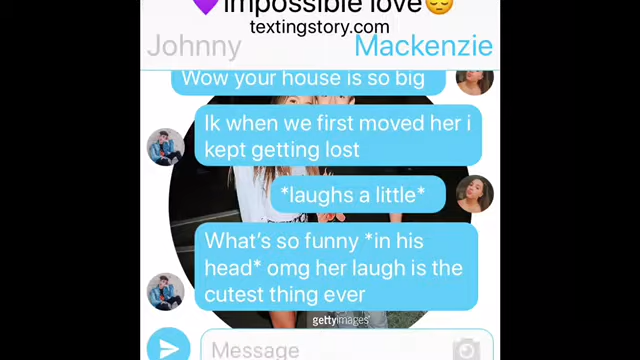 💜impossible love😔
textingstory.com
Johnny Mackenzie
Wow your house is so big
Ik when we first moved her i
kept getting lost
*laughs a little*
What's so funny *in his
head* omg her laugh is the
cutest thing ever
gettyimages
Message